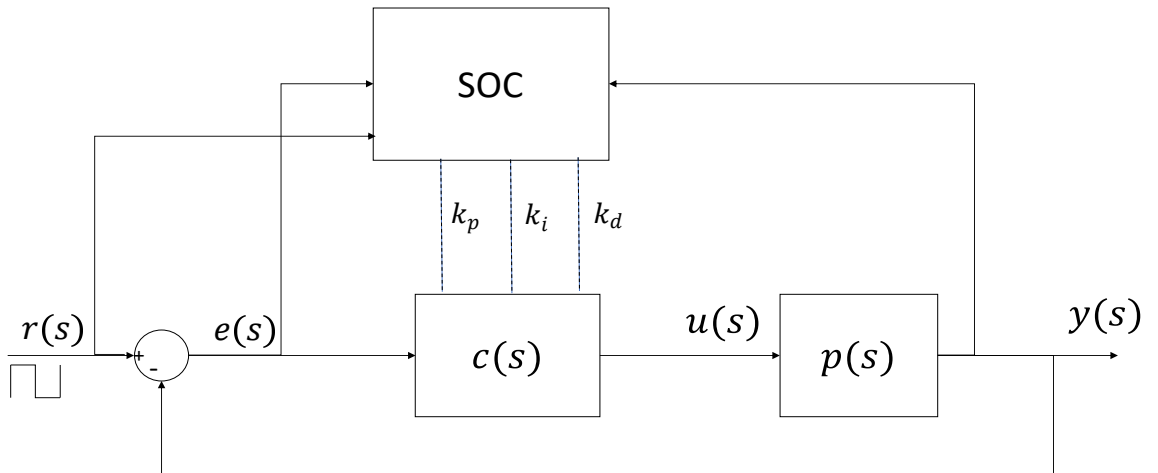 SOC
k_p k_i k_d
r(s) e(s) u(s) y(s)
+
-
c(s) p(s)